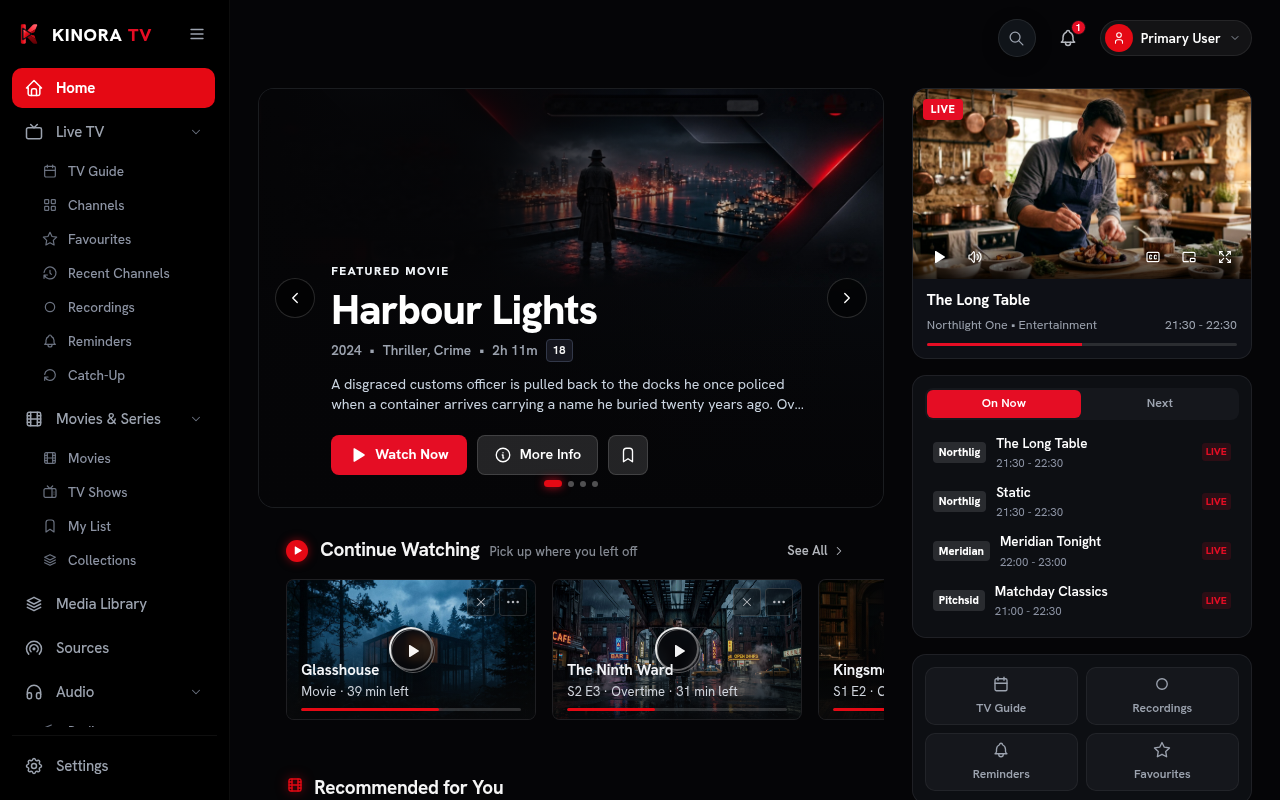 KINORA TV
1
Primary User
Home
Live TV
TV Guide
Channels
Favourites
Recent Channels
Recordings
Reminders
Catch-Up
Movies & Series
Movies
TV Shows
My List
Collections
Media Library
Sources
Audio
Settings
FEATURED MOVIE
Harbour Lights
2024 • Thriller, Crime • 2h 11m 18
A disgraced customs officer is pulled back to the docks he once policed
when a container arrives carrying a name he buried twenty years ago. Ov...
Watch Now
More Info
Continue Watching Pick up where you left off
See All
CAFE
BAR
OPEN
Glasshouse
Movie · 39 min left
The Ninth Ward
S2 E3 · Overtime · 31 min left
Kingsm
S1 E2 ·
Recommended for You
LIVE
CC
The Long Table
Northlight One • Entertainment
21:30 - 22:30
On Now
Next
Northlig
The Long Table
21:30 - 22:30
LIVE
Northlig
Static
21:30 - 22:30
LIVE
Meridian
Meridian Tonight
22:00 - 23:00
LIVE
Pitchsid
Matchday Classics
21:00 - 22:30
LIVE
TV Guide
Recordings
Reminders
Favourites